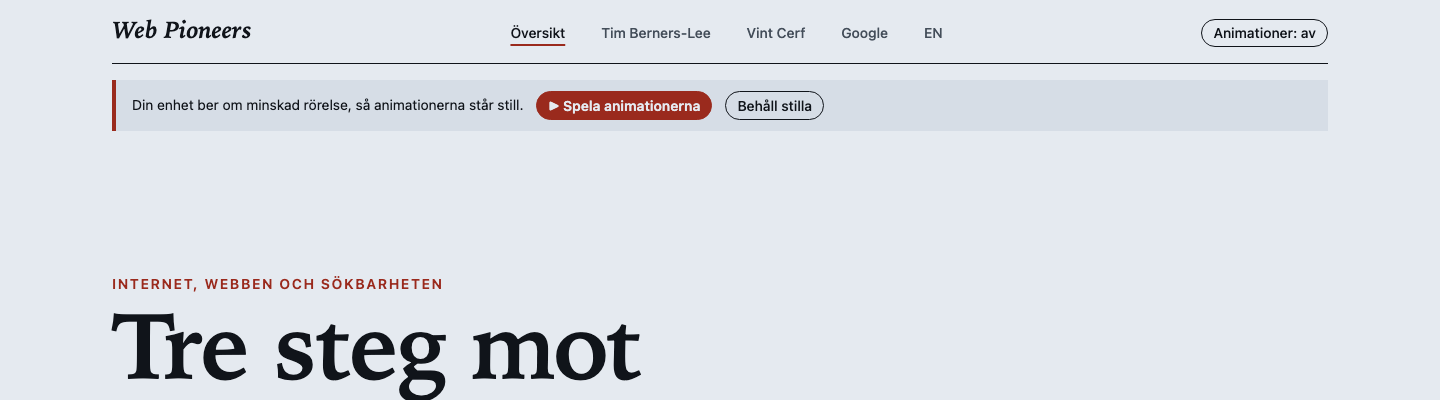 Web Pioneers
Översikt
Tim Berners-Lee
Vint Cerf
Google
EN
Animationer: av
Din enhet ber om minskad rörelse, så animationerna står still.
▶ Spela animationerna
Behåll stilla
INTERNET, WEBBEN OCH SÖKBARHETEN
Tre steg mot